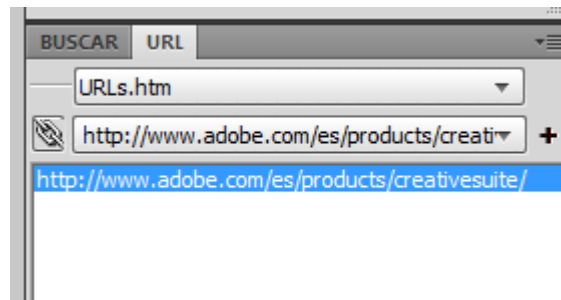 BUSCAR URL
URLs.htm
http://www.adobe.com/es/products/creati
http://www.adobe.com/es/products/creativesuite/